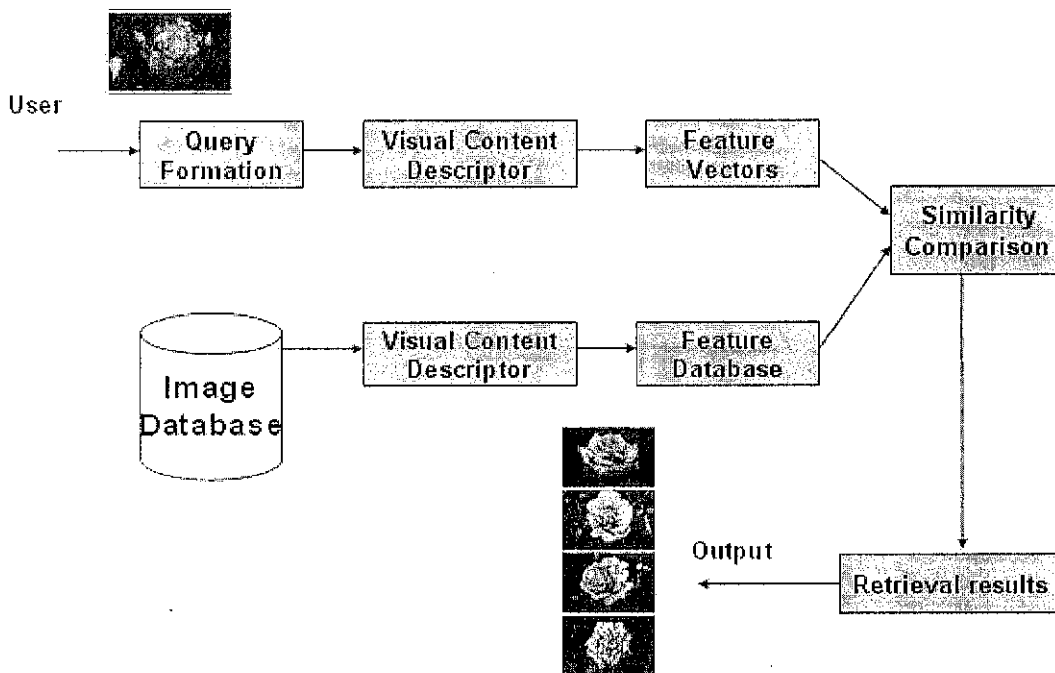 User
Query
Formation
Visual Content
Descriptor
Feature
Vectors
Similarity
Comparison
Image
Database
Visual Content
Descriptor
Feature
Database
Output
Retrieval results